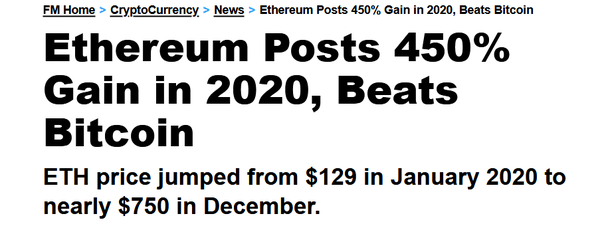 FM Home > CryptoCurrency > News > Ethereum Posts 450% Gain in 2020, Beats Bitcoin
Ethereum Posts 450%
Gain in 2020, Beats
Bitcoin
ETH price jumped from $129 in January 2020 to
nearly $750 in December.